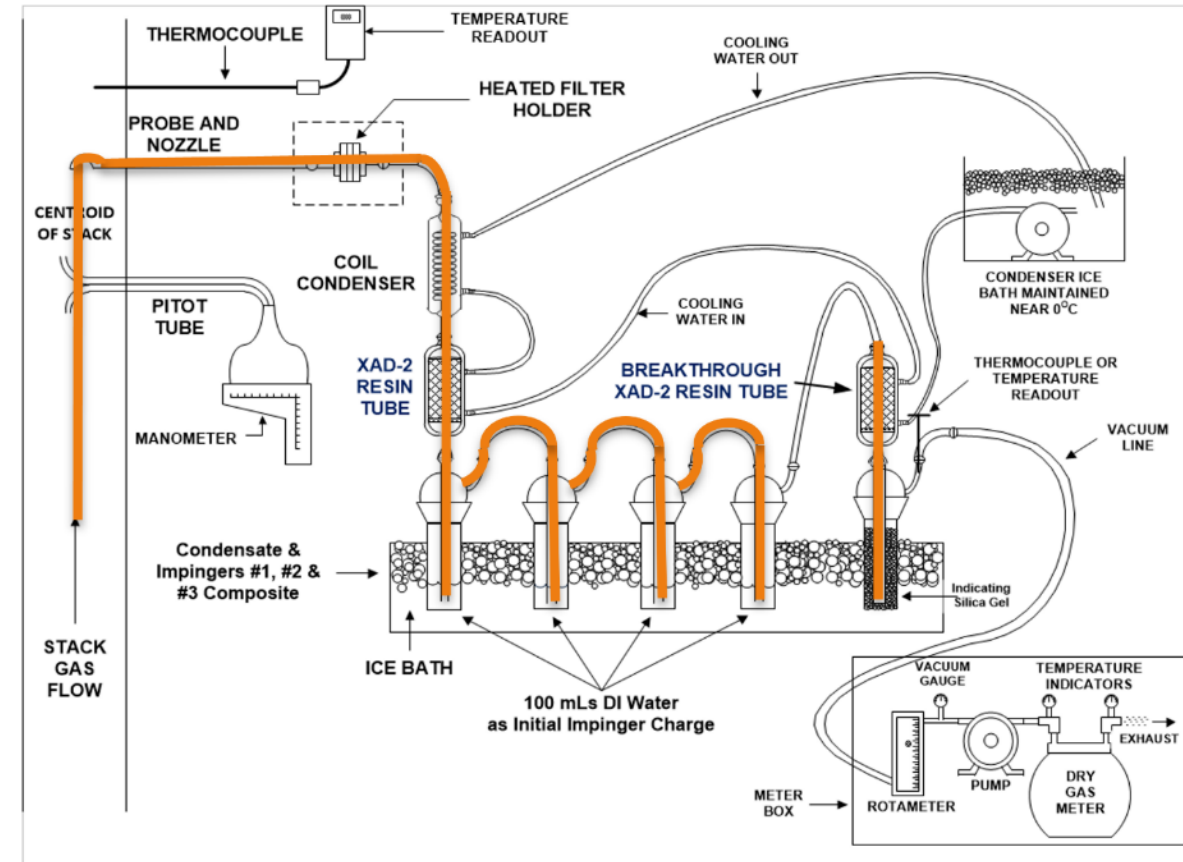 THERMOCOUPLE
TEMPERATURE
READOUT
HEATED FILTER
HOLDER
PROBE AND
NOZZLE
COOLING
WATER OUT
CENTROID
OF STACK
COIL
CONDENSER
PITOT
TUBE
MANOMETER
COOLING
WATER IN
CONDENSER ICE
BATH MAINTAINED
NEAR 0°C
XAD-2
RESIN
TUBE
BREAKTHROUGH
XAD-2 RESIN TUBE
THERMOCOUPLE OR
TEMPERATURE
READOUT
VACUUM
LINE
Condensate &
Impingers #1, #2 &
#3 Composite
Indicating
Silica Gel
STACK
GAS
FLOW
ICE BATH
100 mLs DI Water
as Initial Impinger Charge
VACUUM
GAUGE
TEMPERATURE
INDICATORS
EXHAUST
PUMP
DRY
GAS
METER
METER
BOX
ROTAMETER